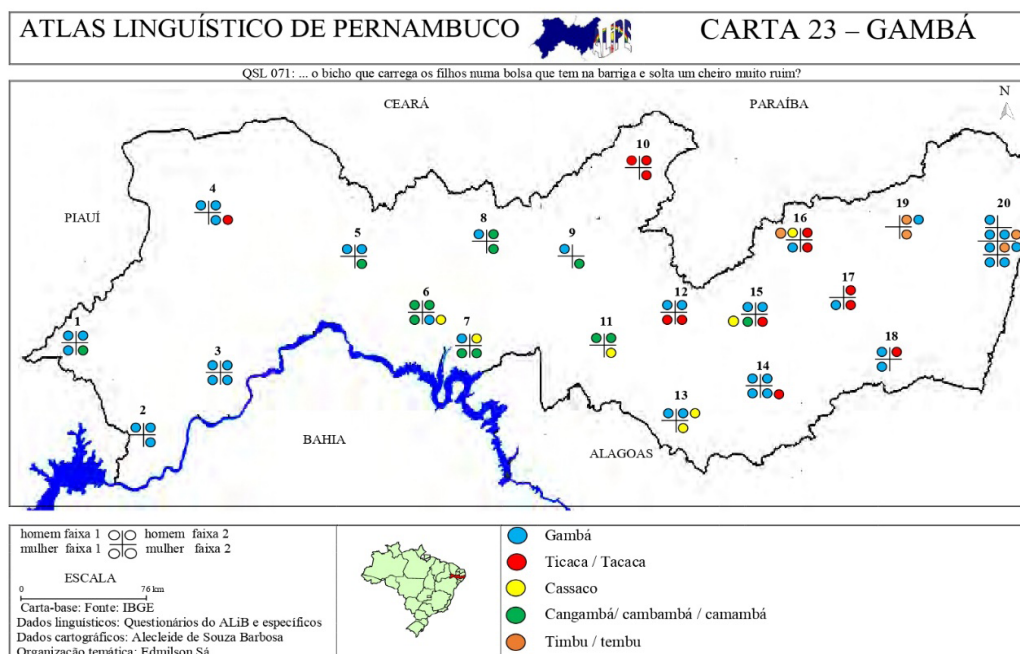 ATLAS LINGUÍSTICO DE PERNAMBUCO
CARTA 23 – GAMBÁ
QSL 071: ... o bicho que carrega os filhos numa bolsa que tem na barriga e solta um cheiro muito ruim?
CEARÁ
PARAÍBA
N
10
4
PIAUÍ
8
19
20
16
5
9
6
17
12
15
1
7
11
3
18
14
2
13
BAHIA
ALAGOAS
homem faixa 1 homem faixa 2
mulher faixa 1 mulher faixa 2
ESCALA
0 76 km
Carta-base: Fonte: IBGE
Dados linguísticos: Questionários do ALiB e específicos
Dados cartográficos: Alecleide de Souza Barbosa
Organização temática: Edmilson Sá
Gambá
Ticaca / Tacaca
Cassaco
Cangambá/ cambambá / camambá
Timbu / tembu